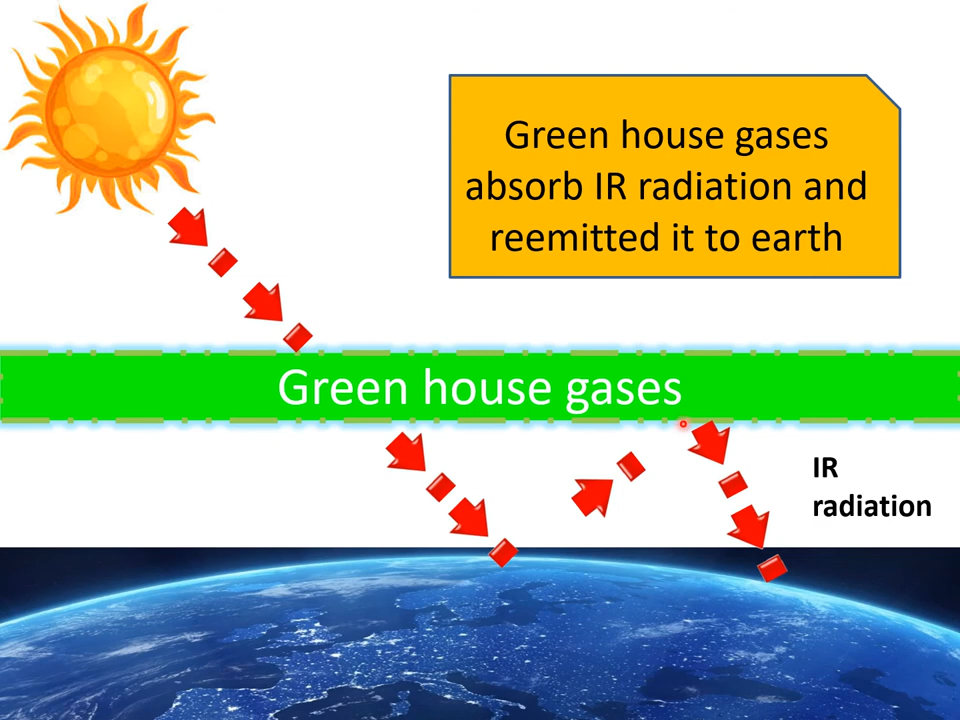 Green house gases
absorb IR radiation and
reemitted it to earth
Green house gases
IR
radiation